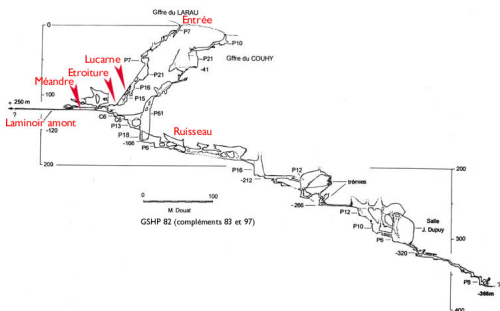 Gffre du LARAU
Entrée
0
P7
P10
Gffre du COUHY
Lucarne
P7
P21
P21
-41
Etroiture
P16
Méandre
P15
100
+ 250 m
?
P61
Laminoir amont
C6
C6
-120
P13
Ruisseau
P18
-166
P6
200
P16
-212
P12
200
trémies
0
100
-266
M. Douat
P12
GSHP 82 (compléments 83 et 97)
Salle
J. Dupuy
P10
P6
300
-320
P8
?
-366m
400